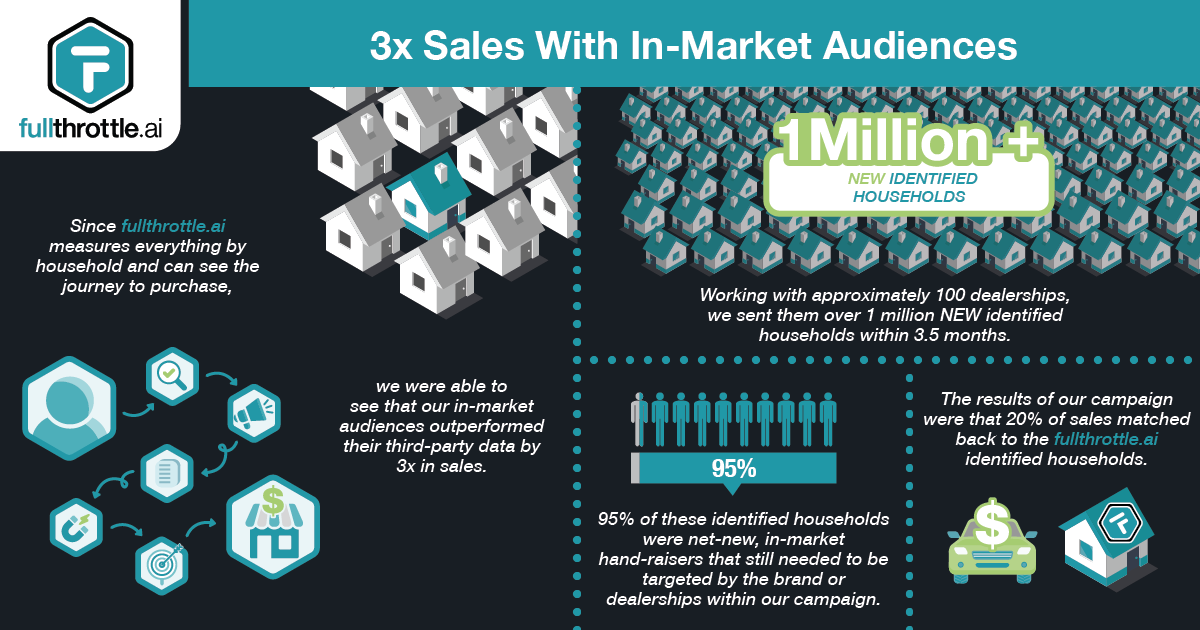 fullthrottle.ai
3x Sales With In-Market Audiences
Since fullthrottle.ai
measures everything by
household and can see the
journey to purchase,
we were able to
see that our in-market
audiences outperformed
their third-party data by
3x in sales.
1Million +
NEW IDENTIFIED
HOUSEHOLDS
Working with approximately 100 dealerships,
we sent them over 1 million NEW identified
households within 3.5 months.
95%
95% of these identified households
were net-new, in-market
hand-raisers that still needed to be
targeted by the brand or
dealerships within our campaign.
The results of our campaign
were that 20% of sales matched
back to the fullthrottle.ai
identified households.
$
$